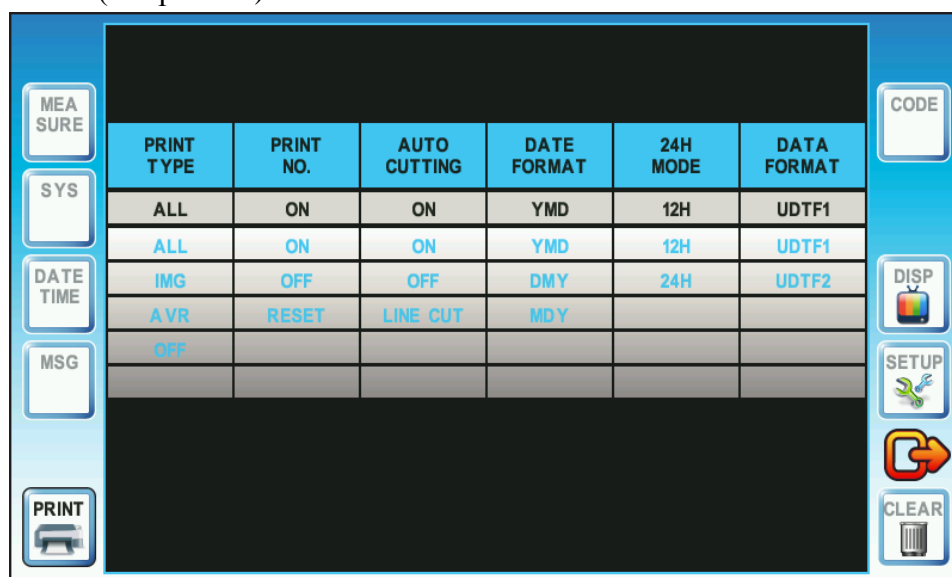 MEA
SURE
SYS
DATE
TIME
MSG
PRINT
PRINT TYPE PRINT NO. AUTO CUTTING DATE FORMAT 24H MODE DATA FORMAT
ALL ON ON YMD 12H UDTF1
ALL ON ON YMD 12H UDTF1
IMG OFF OFF DMY 24H UDTF2
AVR RESET LINE CUT MDY
OFF
CODE
DISP
SETUP
CLEAR